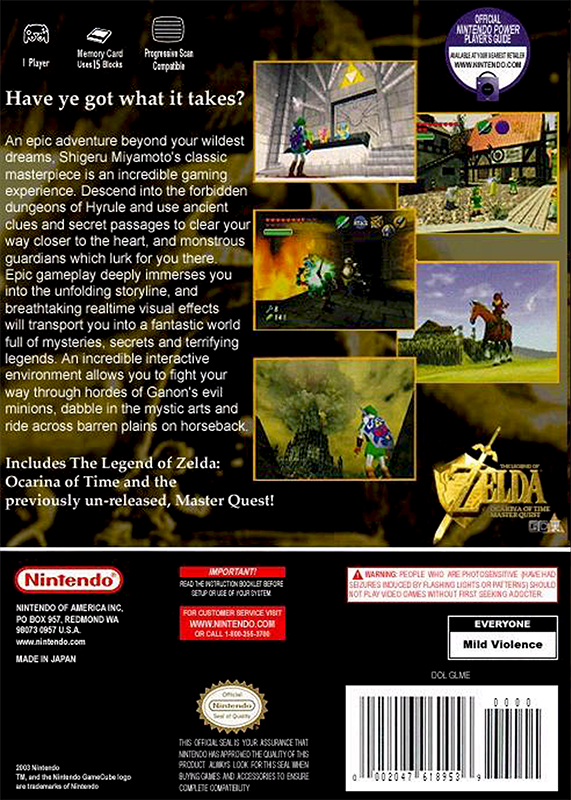 OFFICIAL
NINTENDO POWER
PLAYER'S GUIDE
AVAILABLE AT YOUR NEAREST RETAILER
WWW.NINTENDO.COM
1 Player
Memory Card
Uses 15 Blocks
Progressive Scan
Compatible
Have ye got what it takes?
An epic adventure beyond your wildest
dreams, Shigeru Miyamoto's classic
masterpiece is an incredible gaming
experience. Descend into the forbidden
dungeons of Hyrule and use ancient
clues and secret passages to clear your
way closer to the heart, and monstrous
guardians which lurk for you there.
Epic gameplay deeply immerses you
into the unfolding storyline, and
breathtaking realtime visual effects
will transport you into a fantastic world
full of mysteries, secrets and terrifying
legends. An incredible interactive
environment allows you to fight your
way through hordes of Ganon's evil
minions, dabble in the mystic arts and
ride across barren plains on horseback.
Includes The Legend of Zelda:
Ocarina of Time and the
previously un-released, Master Quest!
THE LEGEND OF
ZELDA
OCARINA OF TIME
MASTER QUEST
Nintendo®
NINTENDO OF AMERICA INC,
PO BOX 957, REDMOND WA
98073 0957 U.S.A.
www.nintendo.com
MADE IN JAPAN
IMPORTANT!
READ THE INSTRUCTION BOOKLET BEFORE
SETUP OR USE OF YOUR SYSTEM
FOR CUSTOMER SERVICE VISIT
WWW.NINTENDO.COM
OR CALL 1-800-255-3700
WARNING: PEOPLE WHO ARE PHOTOSENSITIVE (HAVE HAD
SEIZURES INDUCED BY FLASHING LIGHTS OR PATTERNS) SHOULD
NOT PLAY VIDEO GAMES WITHOUT FIRST SEEKING A DOCTER.
EVERYONE
Mild Violence
DOL GLME
0000
0 002047 618953 9
Official
Nintendo
Seal of Quality
THIS OFFICIAL SEAL IS YOUR ASSURANCE THAT
NINTENDO HAS APPROVED THE QUALITY OF THIS
PRODUCT ALWAYS LOOK FOR THIS SEAL WHEN
BUYING GAMES AND ACCESSORIES TO ENSURE
COMPLETE COMPATIBILITY
2003 Nintendo
TM, and the Nintendo GameCube logo
are trademarks of Nintendo